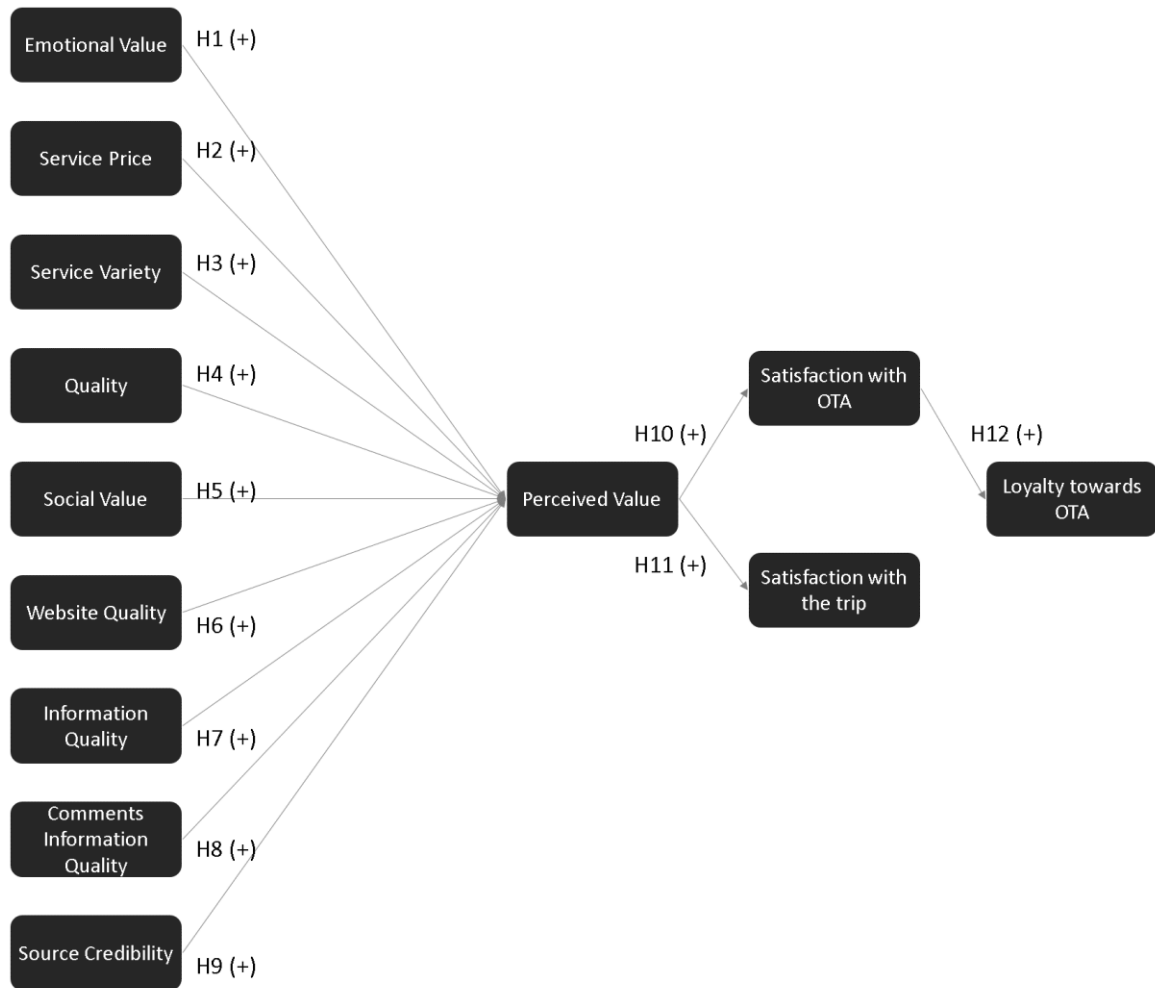 Emotional Value
H1 (+)
Service Price
H2 (+)
Service Variety
H3 (+)
Quality
H4 (+)
Social Value
H5 (+)
Website Quality
H6 (+)
Information
Quality
H7 (+)
Comments
Information
Quality
H8 (+)
Source Credibility
H9 (+)
Perceived Value
H10 (+)
H11 (+)
Satisfaction with
OTA
Satisfaction with
the trip
H12 (+)
Loyalty towards
OTA